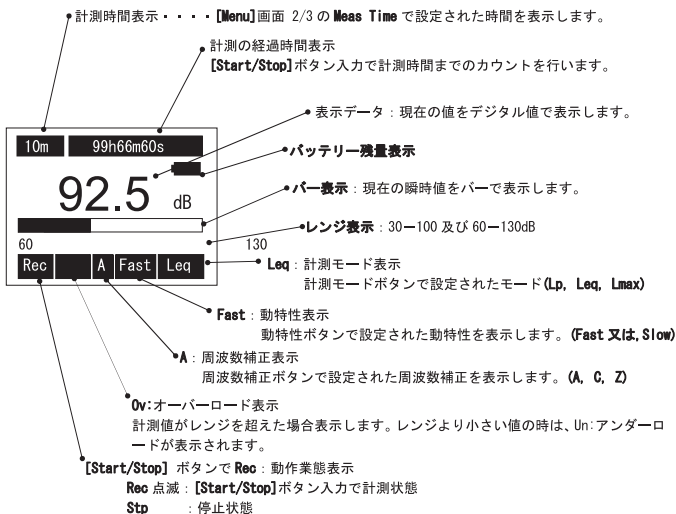 計測時間表示・・・・[Menu]画面 2/3 の Meas Time で設定された時間を表示します。
計測の経過時間表示
[Start/Stop]ボタン入力で計測時間までのカウントを行います。
表示データ：現在の値をデジタル値で表示します。
10m 99h66m60s
バッテリー残量表示
92.5 dB
バー表示：現在の瞬時値をバーで表示します。
レンジ表示：30－100 及び 60－130dB
60 130
Rec A Fast Leq
Leq：計測モード表示
計測モードボタンで設定されたモード(Lp, Leq, Lmax)
Fast：動特性表示
動特性ボタンで設定された動特性を表示します。(Fast 又は,Slow)
A：周波数補正表示
周波数補正ボタンで設定された周波数補正を表示します。(A, C, Z)
Ov:オーバーロード表示
計測値がレンジを超えた場合表示します。レンジより小さい値の時は、Un:アンダーロ
ードが表示されます。
[Start/Stop] ボタンで Rec：動作業態表示
Rec 点滅：[Start/Stop]ボタン入力で計測状態
Stp ：停止状態